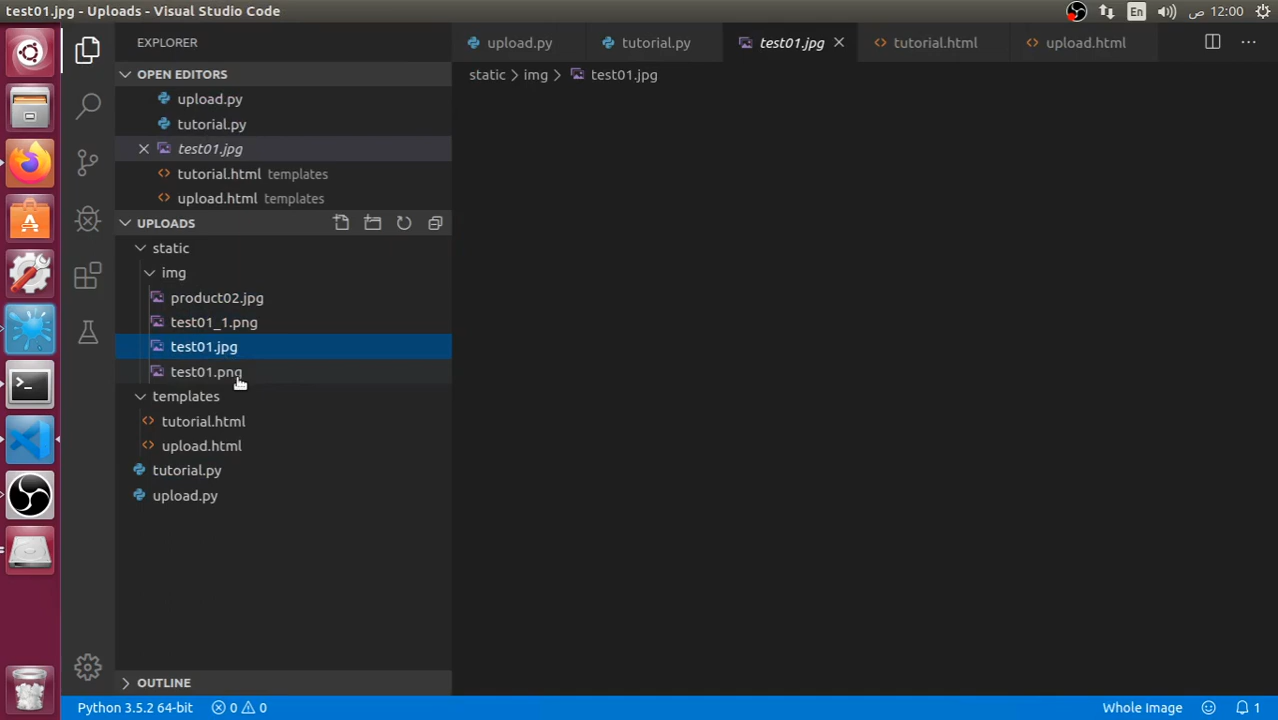 test01.jpg - Uploads - Visual Studio Code
En
12:00 ص
EXPLORER
upload.py
tutorial.py
test01.jpg
tutorial.html
upload.html
OPEN EDITORS
static
img
test01.jpg
upload.py
tutorial.py
test01.jpg
tutorial.html templates
upload.html templates
UPLOADS
static
img
product02.jpg
test01_1.png
test01.jpg
test01.png
templates
tutorial.html
upload.html
tutorial.py
upload.py
OUTLINE
Python 3.5.2 64-bit
0
0
Whole Image
1